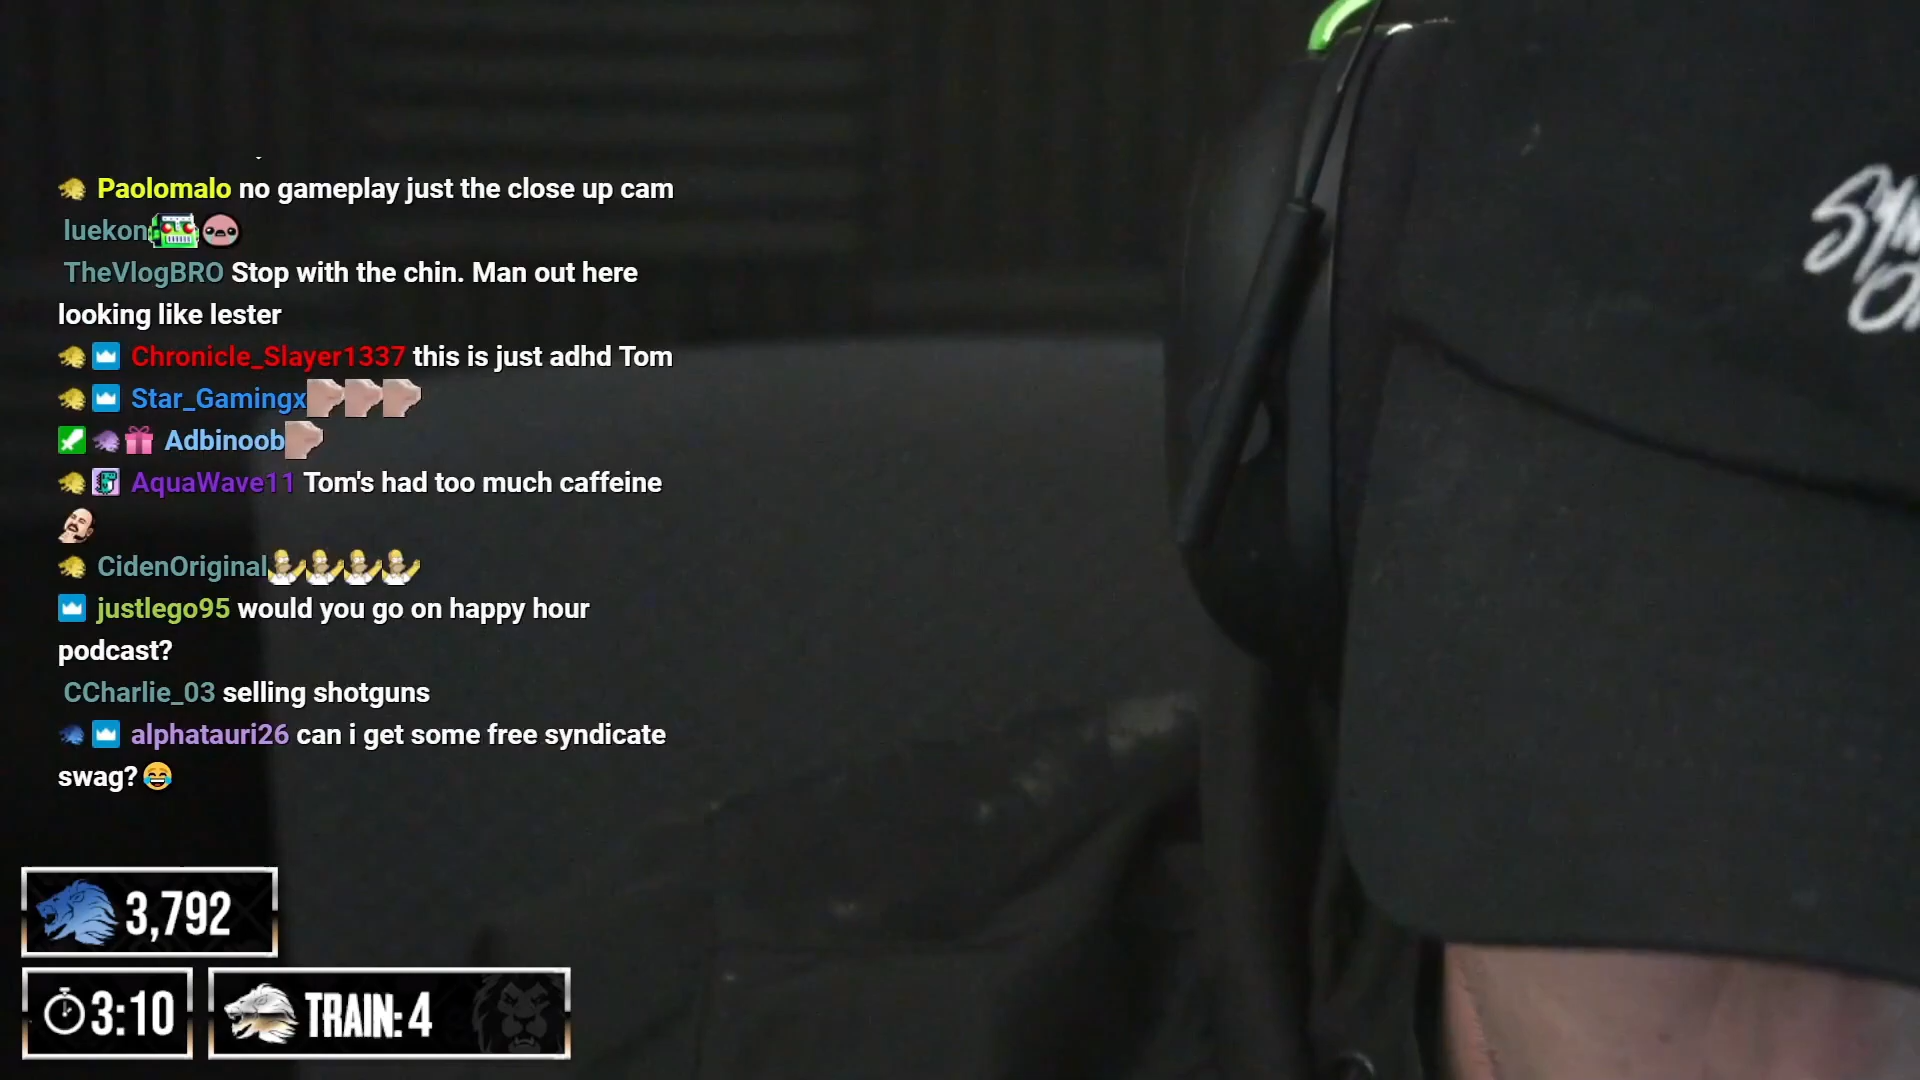 Paolomalo no gameplay just the close up cam
luekon
TheVlogBRO Stop with the chin. Man out here
looking like lester
Chronicle_Slayer1337 this is just adhd Tom
Star_Gamingx
Adbinoob
AquaWave11 Tom's had too much caffeine
CidenOriginal
justlego95 would you go on happy hour
podcast?
CCharlie_03 selling shotguns
alphatauri26 can i get some free syndicate
swag? 😂
3,792
3:10
TRAIN: 4